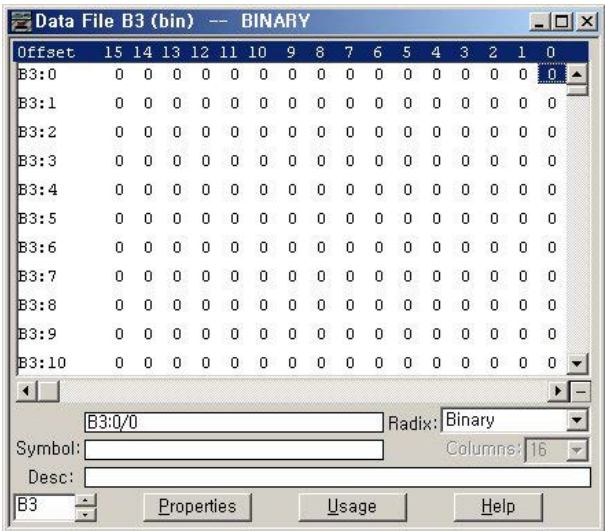 Data File B3 (bin) -- BINARY
Offset 15 14 13 12 11 10 9 8 7 6 5 4 3 2 1 0
B3:0 0 0 0 0 0 0 0 0 0 0 0 0 0 0 0 0
B3:1 0 0 0 0 0 0 0 0 0 0 0 0 0 0 0 0
B3:2 0 0 0 0 0 0 0 0 0 0 0 0 0 0 0 0
B3:3 0 0 0 0 0 0 0 0 0 0 0 0 0 0 0 0
B3:4 0 0 0 0 0 0 0 0 0 0 0 0 0 0 0 0
B3:5 0 0 0 0 0 0 0 0 0 0 0 0 0 0 0 0
B3:6 0 0 0 0 0 0 0 0 0 0 0 0 0 0 0 0
B3:7 0 0 0 0 0 0 0 0 0 0 0 0 0 0 0 0
B3:8 0 0 0 0 0 0 0 0 0 0 0 0 0 0 0 0
B3:9 0 0 0 0 0 0 0 0 0 0 0 0 0 0 0 0
B3:10 0 0 0 0 0 0 0 0 0 0 0 0 0 0 0 0
B3:0/0 Radix: Binary
Symbol: Columns: 16
Desc:
B3 Properties Usage Help